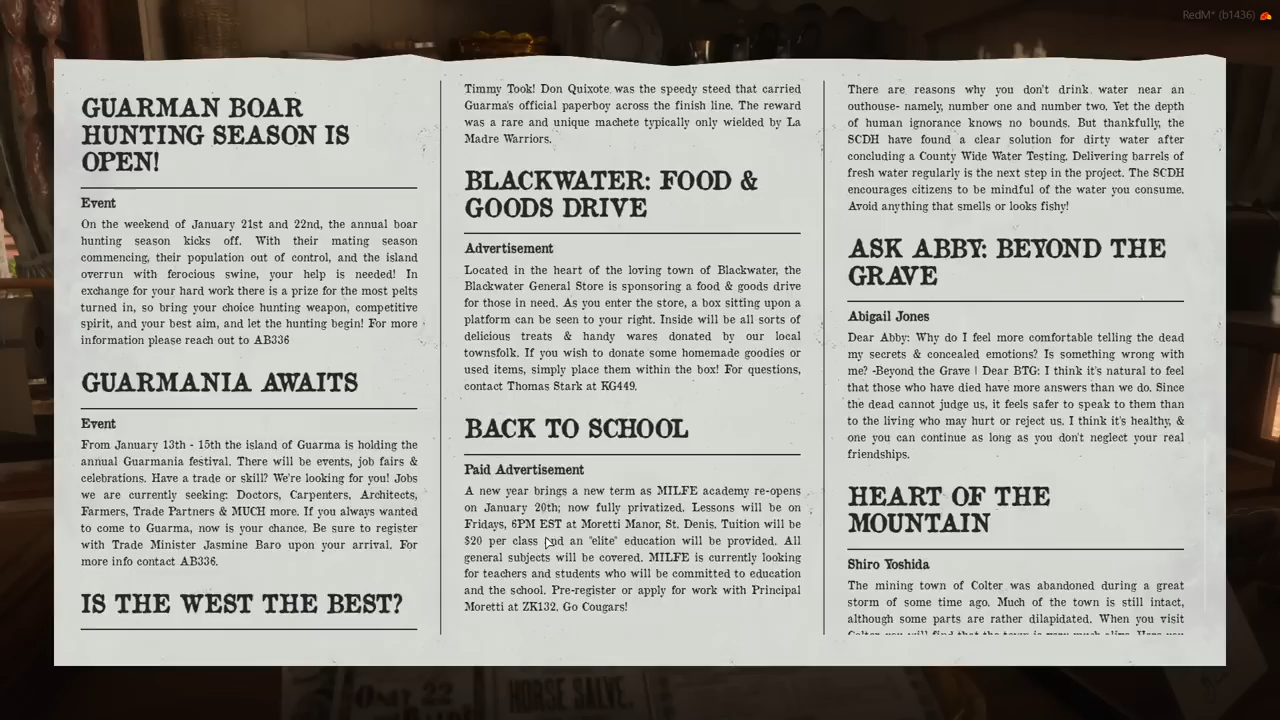 RedM* (b1436)
GUARMAN BOAR
HUNTING SEASON IS
OPEN!
Event
On the weekend of January 21st and 22nd, the annual boar
hunting season kicks off. With their mating season
commencing, their population out of control, and the island
overrun with ferocious swine, your help is needed! In
exchange for your hard work there is a prize for the most pelts
turned in, so bring your choice hunting weapon, competitive
spirit, and your best aim, and let the hunting begin! For more
information please reach out to AB336
GUARMANIA AWAITS
Event
From January 13th - 15th the island of Guarma is holding the
annual Guarmania festival. There will be events, job fairs &
celebrations. Have a trade or skill? We're looking for you! Jobs
we are currently seeking: Doctors, Carpenters, Architects,
Farmers, Trade Partners & MUCH more. If you always wanted
to come to Guarma, now is your chance. Be sure to register
with Trade Minister Jasmine Baro upon your arrival. For
more info contact AB336.
IS THE WEST THE BEST?
Timmy Took! Don Quixote was the speedy steed that carried
Guarma's official paperboy across the finish line. The reward
was a rare and unique machete typically only wielded by La
Madre Warriors.
BLACKWATER: FOOD &
GOODS DRIVE
Advertisement
Located in the heart of the loving town of Blackwater, the
Blackwater General Store is sponsoring a food & goods drive
for those in need. As you enter the store, a box sitting upon a
platform can be seen to your right. Inside will be all sorts of
delicious treats & handy wares donated by our local
townsfolk. If you wish to donate some homemade goodies or
used items, simply place them within the box! For questions,
contact Thomas Stark at KG449.
BACK TO SCHOOL
Paid Advertisement
A new year brings a new term as MILFE academy re-opens
on January 20th; now fully privatized. Lessons will be on
Fridays, 6PM EST at Moretti Manor, St. Denis. Tuition will be
$20 per class and an "elite" education will be provided. All
general subjects will be covered. MILFE is currently looking
for teachers and students who will be committed to education
and the school. Pre-register or apply for work with Principal
Moretti at ZK132. Go Cougars!
There are reasons why you don't drink water near an
outhouse- namely, number one and number two. Yet the depth
of human ignorance knows no bounds. But thankfully, the
SCDH have found a clear solution for dirty water after
concluding a County Wide Water Testing. Delivering barrels of
fresh water regularly is the next step in the project. The SCDH
encourages citizens to be mindful of the water you consume.
Avoid anything that smells or looks fishy!
ASK ABBY: BEYOND THE
GRAVE
Abigail Jones
Dear Abby: Why do I feel more comfortable telling the dead
my secrets & concealed emotions? Is something wrong with
me? -Beyond the Grave | Dear BTG: I think it's natural to feel
that those who have died have more answers than we do. Since
the dead cannot judge us, it feels safer to speak to them than
to the living who may hurt or reject us. I think it's healthy, &
one you can continue as long as you don't neglect your real
friendships.
HEART OF THE
MOUNTAIN
Shiro Yoshida
The mining town of Colter was abandoned during a great
storm of some time ago. Much of the town is still intact,
although some parts are rather dilapidated. When you visit
Colter you will find that the town is very much alive. Here you
22
HORSE SALVE.